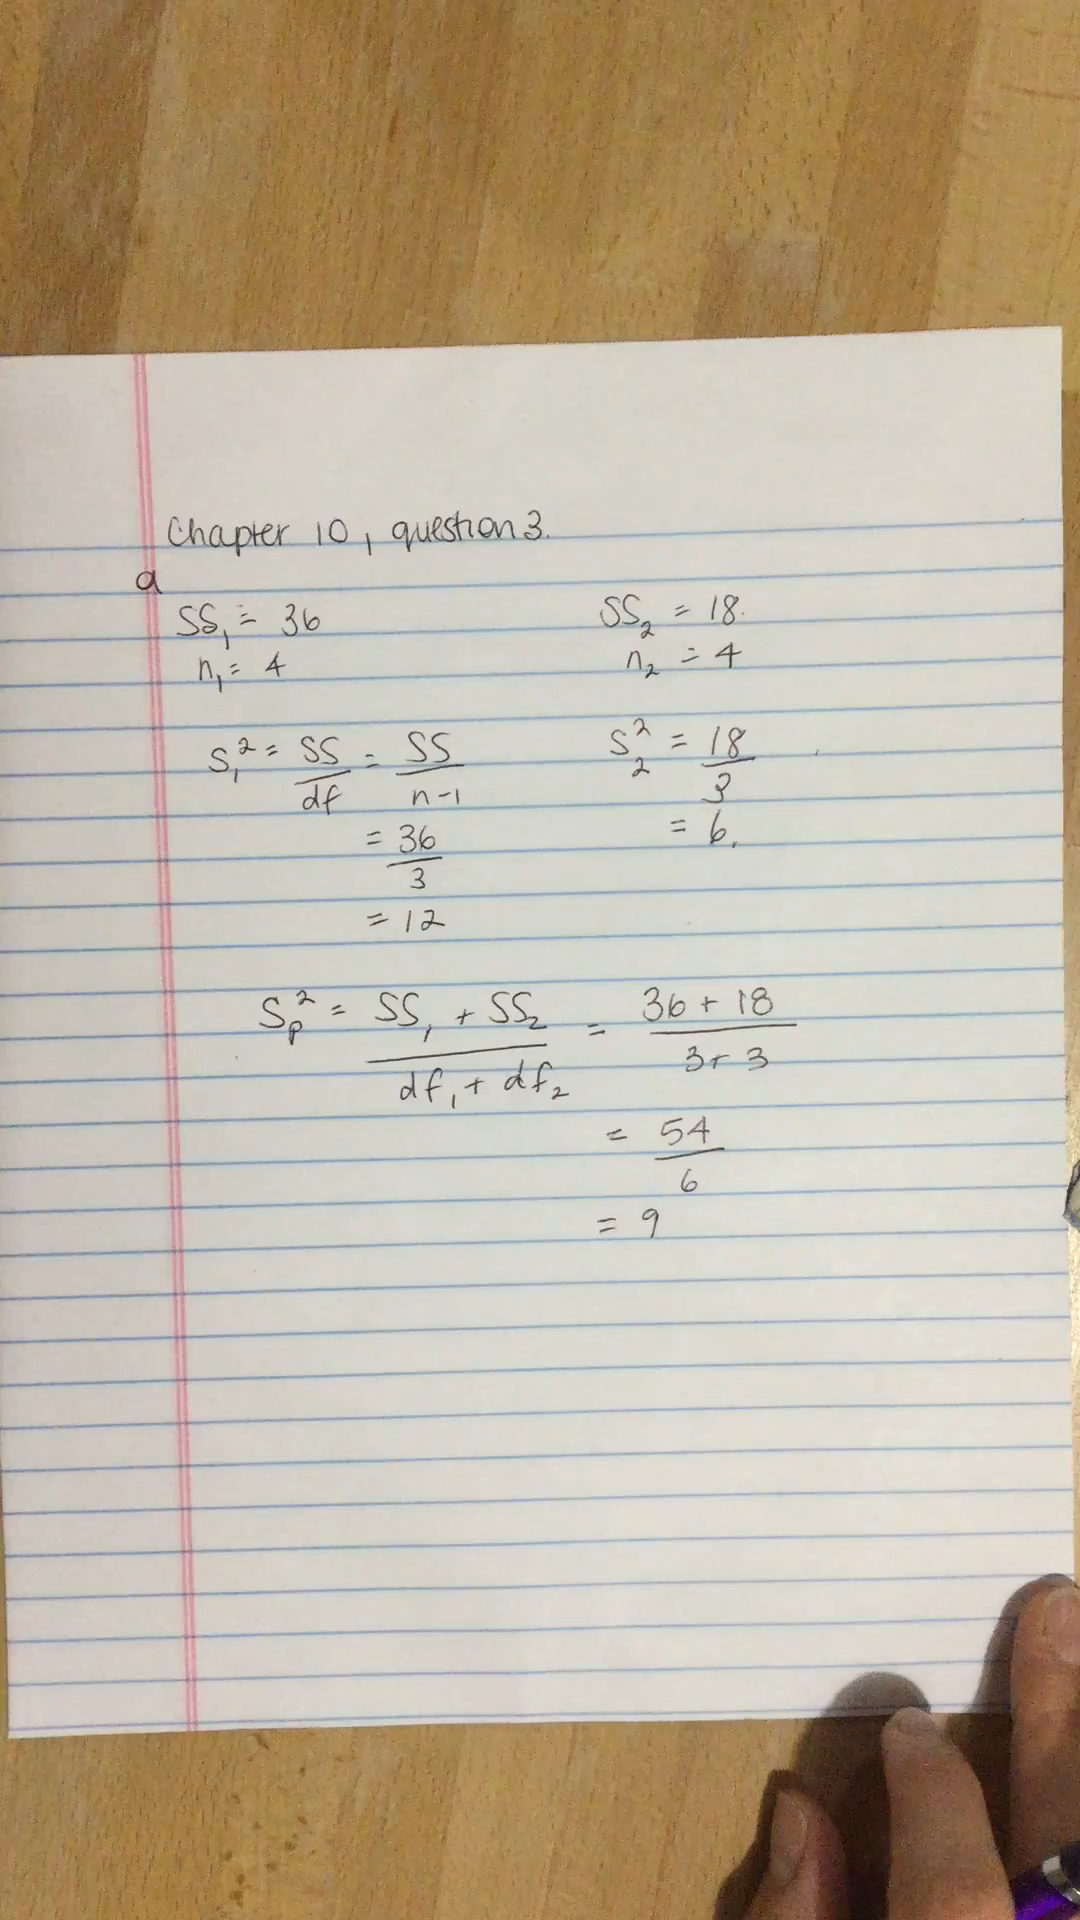 Chapter 10, question 3.
a
SS₁ = 36
SS₂ = 18.
n₁ = 4
n₂ = 4
S₁² = SS/df = SS/n-1
S₂² = 18/3
= 36/3
= 6.
= 12
Sp² = SS₁ + SS₂ / df₁ + df₂ = 36 + 18 / 3 + 3
= 54/6
= 9